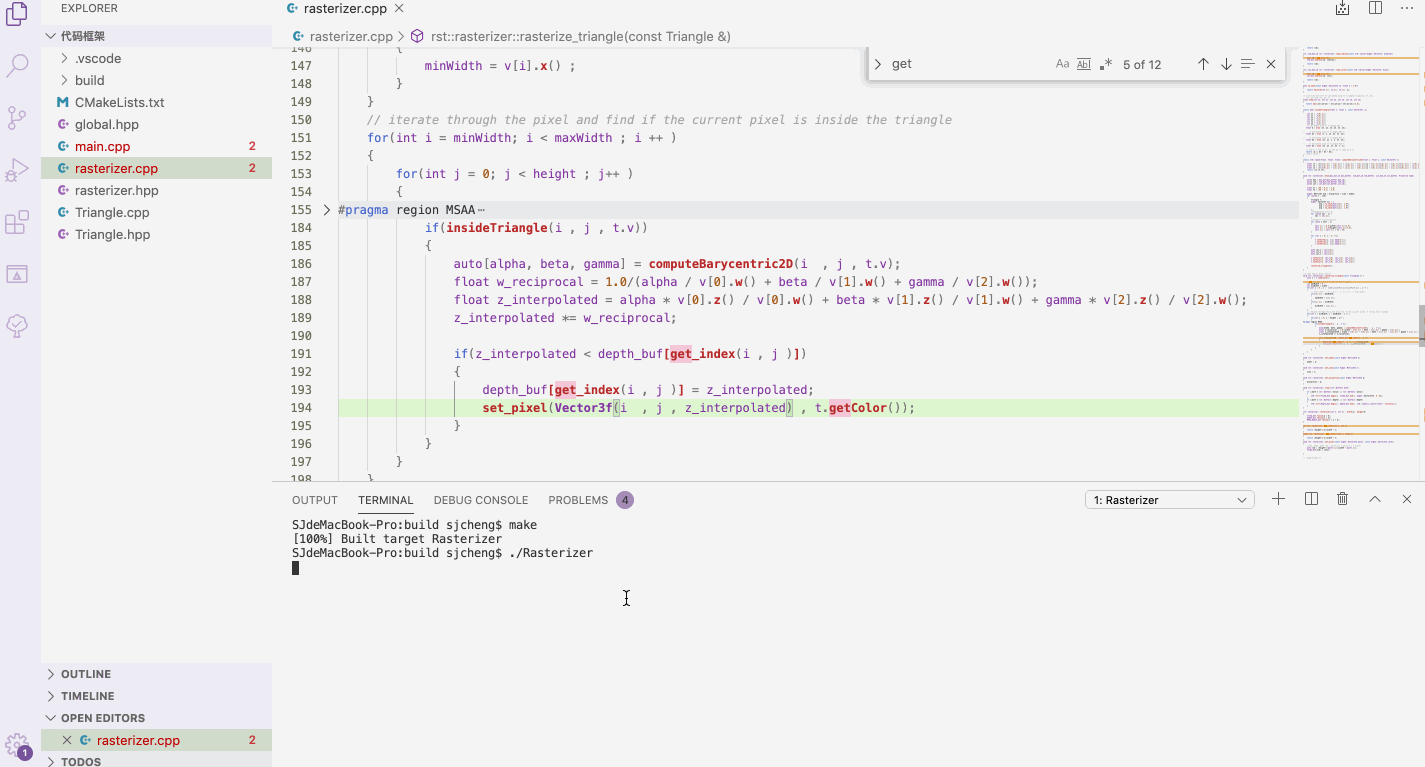 EXPLORER
代码框架
.vscode
build
CMakeLists.txt
global.hpp
main.cpp 2
rasterizer.cpp 2
rasterizer.hpp
Triangle.cpp
Triangle.hpp
OUTLINE
TIMELINE
OPEN EDITORS
rasterizer.cpp 2
TODOS
1
rasterizer.cpp
rasterizer.cpp > rst::rasterizer::rasterize_triangle(const Triangle &)
get Aa Abl .* 5 of 12
146 {
147 minWidth = v[i].x() ;
148 }
149 }
150 // iterate through the pixel and find if the current pixel is inside the triangle
151 for(int i = minWidth; i < maxWidth ; i ++ )
152 {
153 for(int j = 0; j < height ; j++ )
154 {
155 #pragma region MSAA…
184 if(insideTriangle(i , j , t.v))
185 {
186 auto[alpha, beta, gamma] = computeBarycentric2D(i  , j , t.v);
187 float w_reciprocal = 1.0/(alpha / v[0].w() + beta / v[1].w() + gamma / v[2].w());
188 float z_interpolated = alpha * v[0].z() / v[0].w() + beta * v[1].z() / v[1].w() + gamma * v[2].z() / v[2].w();
189 z_interpolated *= w_reciprocal;
190
191 if(z_interpolated < depth_buf[get_index(i , j )])
192 {
193 depth_buf[get_index(i , j )] = z_interpolated;
194 set_pixel(Vector3f(i  , j , z_interpolated) , t.getColor());
195 }
196 }
197 }
198 }
OUTPUT TERMINAL DEBUG CONSOLE PROBLEMS 4 1: Rasterizer
SJdeMacBook-Pro:build sjcheng$ make
[100%] Built target Rasterizer
SJdeMacBook-Pro:build sjcheng$ ./Rasterizer